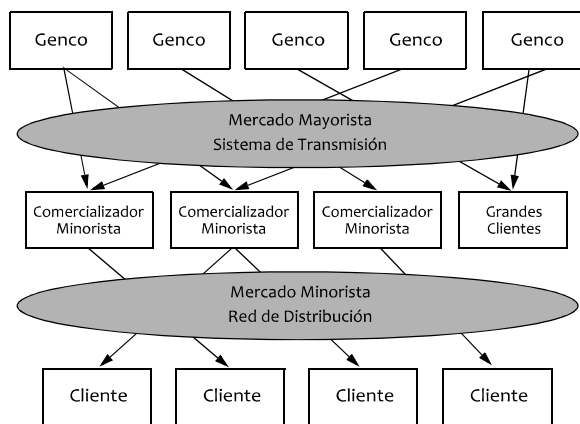 Genco
Genco
Genco
Genco
Genco
Mercado Mayorista
Sistema de Transmisión
Comercializador
Minorista
Comercializador
Minorista
Comercializador
Minorista
Grandes
Clientes
Mercado Minorista
Red de Distribución
Cliente
Cliente
Cliente
Cliente